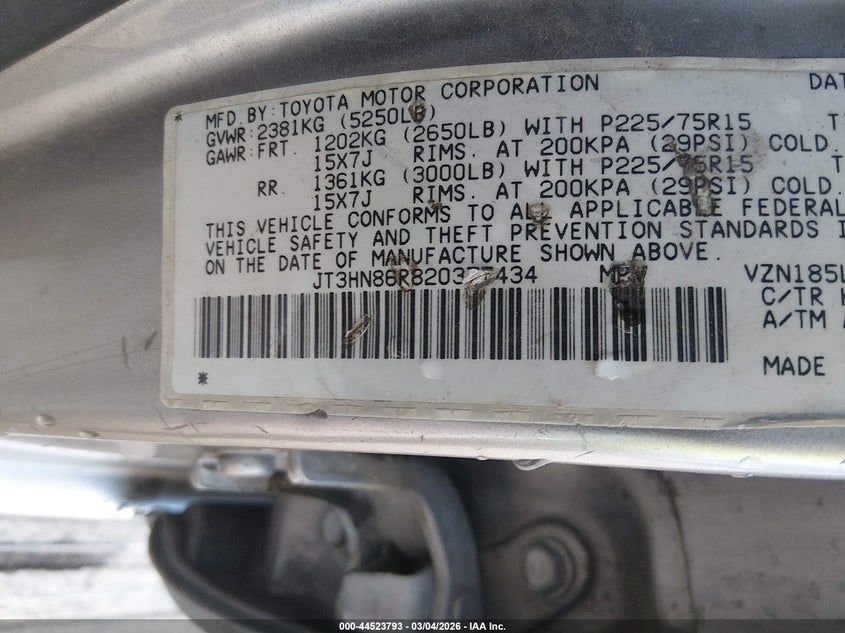 MFD.BY:TOYOTA MOTOR CORPORATION DAT
GVWR:2381KG (5250LB)
GAWR:FRT. 1202KG (2650LB) WITH P225/75R15 T
15X7J RIMS. AT 200KPA (29PSI) COLD.
RR. 1361KG (3000LB) WITH P225/75R15 T
15X7J RIMS. AT 200KPA (29PSI) COLD.
THIS VEHICLE CONFORMS TO ALL APPLICABLE FEDERAL
VEHICLE SAFETY AND THEFT PREVENTION STANDARDS I
ON THE DATE OF MANUFACTURE SHOWN ABOVE.
VZN185L
C/TR
A/TM
MADE
000-44523793 - 03/04/2026 - IAA Inc.